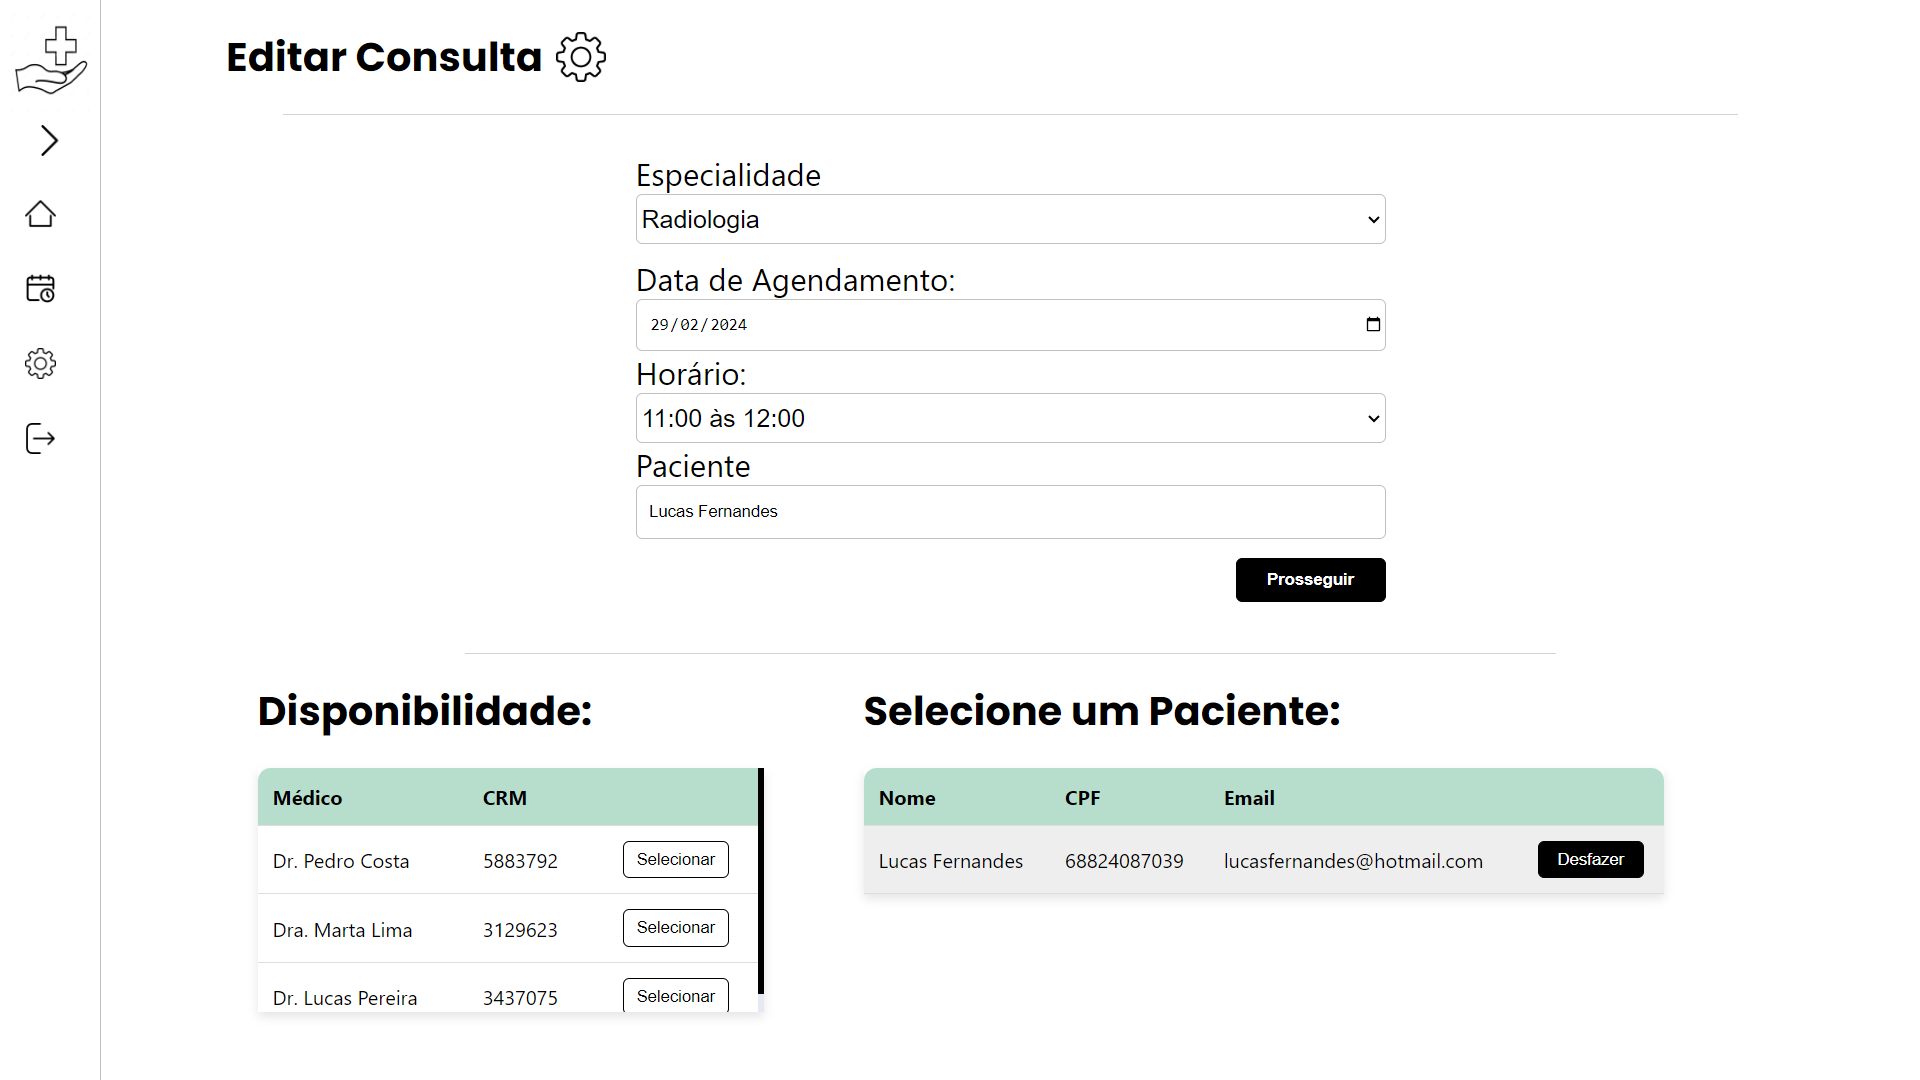 Editar Consulta
Especialidade
Radiologia
Data de Agendamento:
29/02/2024
Horário:
11:00 às 12:00
Paciente
Lucas Fernandes
Prosseguir
Disponibilidade:
Médico CRM
Dr. Pedro Costa 5883792 Selecionar
Dra. Marta Lima 3129623 Selecionar
Dr. Lucas Pereira 3437075 Selecionar
Selecione um Paciente:
Nome CPF Email
Lucas Fernandes 68824087039 lucasfernandes@hotmail.com Desfazer